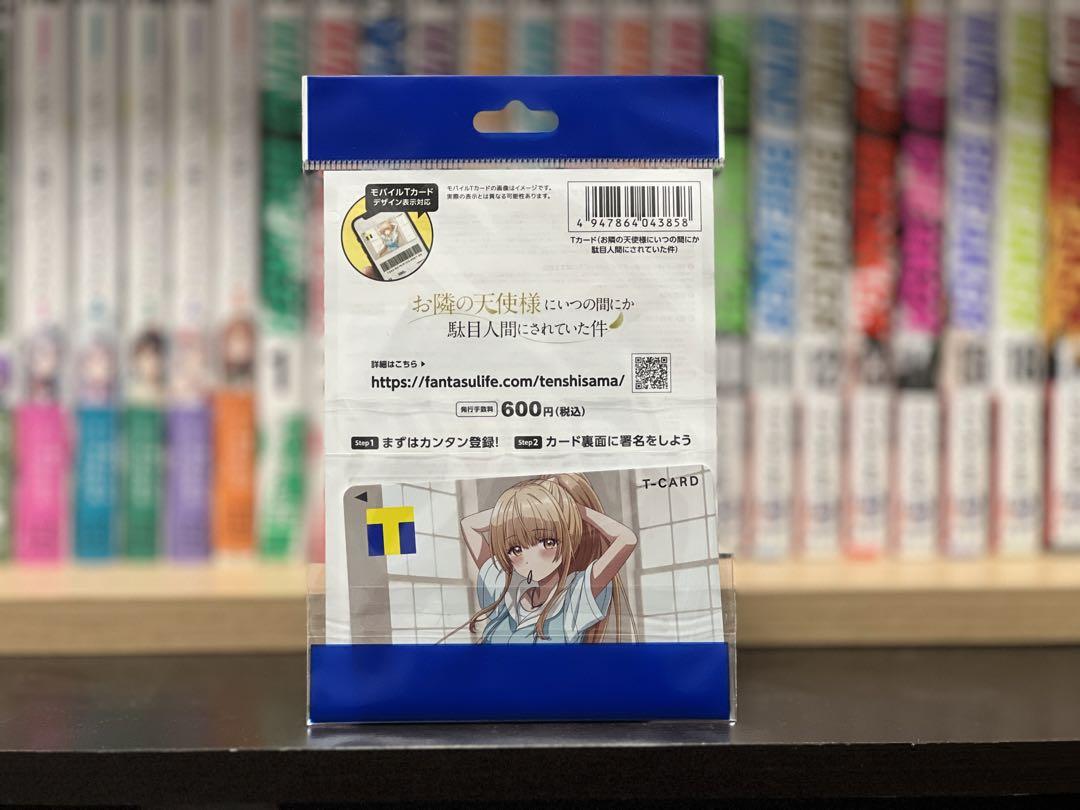 モバイルTカード
デザイン表示対応
モバイルTカードの画像はイメージです。
実際の表示とは異なる可能性あります。
4 947864 043858
Tカード(お隣の天使様にいつの間にか
駄目人間にされていた件)
お隣の天使様にいつの間にか
駄目人間にされていた件
詳細はこちら
https://fantasulife.com/tenshisama/
発行手数料 600円(税込)
Step1 まずはカンタン登録! Step2 カード裏面に署名をしよう
T-CARD
T